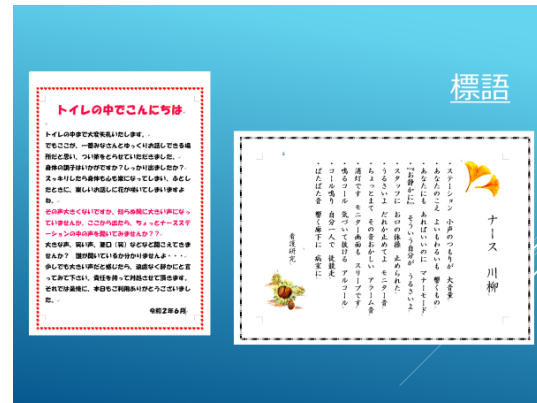 標語
トイレの中でこんにちは
トイレの中まで大変失礼いたします。
でもここが、一番みなさんとゆっくりお話しできる場
所だと思い、つい筆をとらせていただきました。
身体の調子はいかがですか？しっかり出ましたか？
スッキリしたら身体も心も楽になってしまい、ふとし
たときに、楽しいお話しに花が咲いてしまいますよ
ね。
その声大きくないですか、知らぬ間に大きい声になっ
ていませんか、ここから出たら、ちょっとナースステ
ーションの中の声を聞いてみませんか？？
大きな声、笑い声、悪口（笑）などなど聞こえてきま
せんか？　誰が聞いているか分かりませんよ・・・
少しでも大きい声だと感じたら、遠慮なく静かにと言
ってみて下さい。責任を持って対処させて頂きます。
それでは最後に、本日もご利用ありがとうございまし
た。
令和2年6月
ナース　川柳
・ステーション　小声のつもりが　大音量
・あなたのこえ　よいもわるいも　響くもの
・あなたにも　あればいいのに　マナーモード
・『お静かに』　そういう自分が　うるさいよ
・スタッフに　お口の体操　止められた
・うるさいよ　だれか止めてよ　モニター音
・ちょっとまて　その音おかしい　アラーム音
・消灯です　モニター画面も　スリープです
・鳴るコール　気づいて抜ける　アルコール
・コール鳴り　自分一人で　徒競走
・ぱたぱた音　響く廊下に　病室に
看護研究